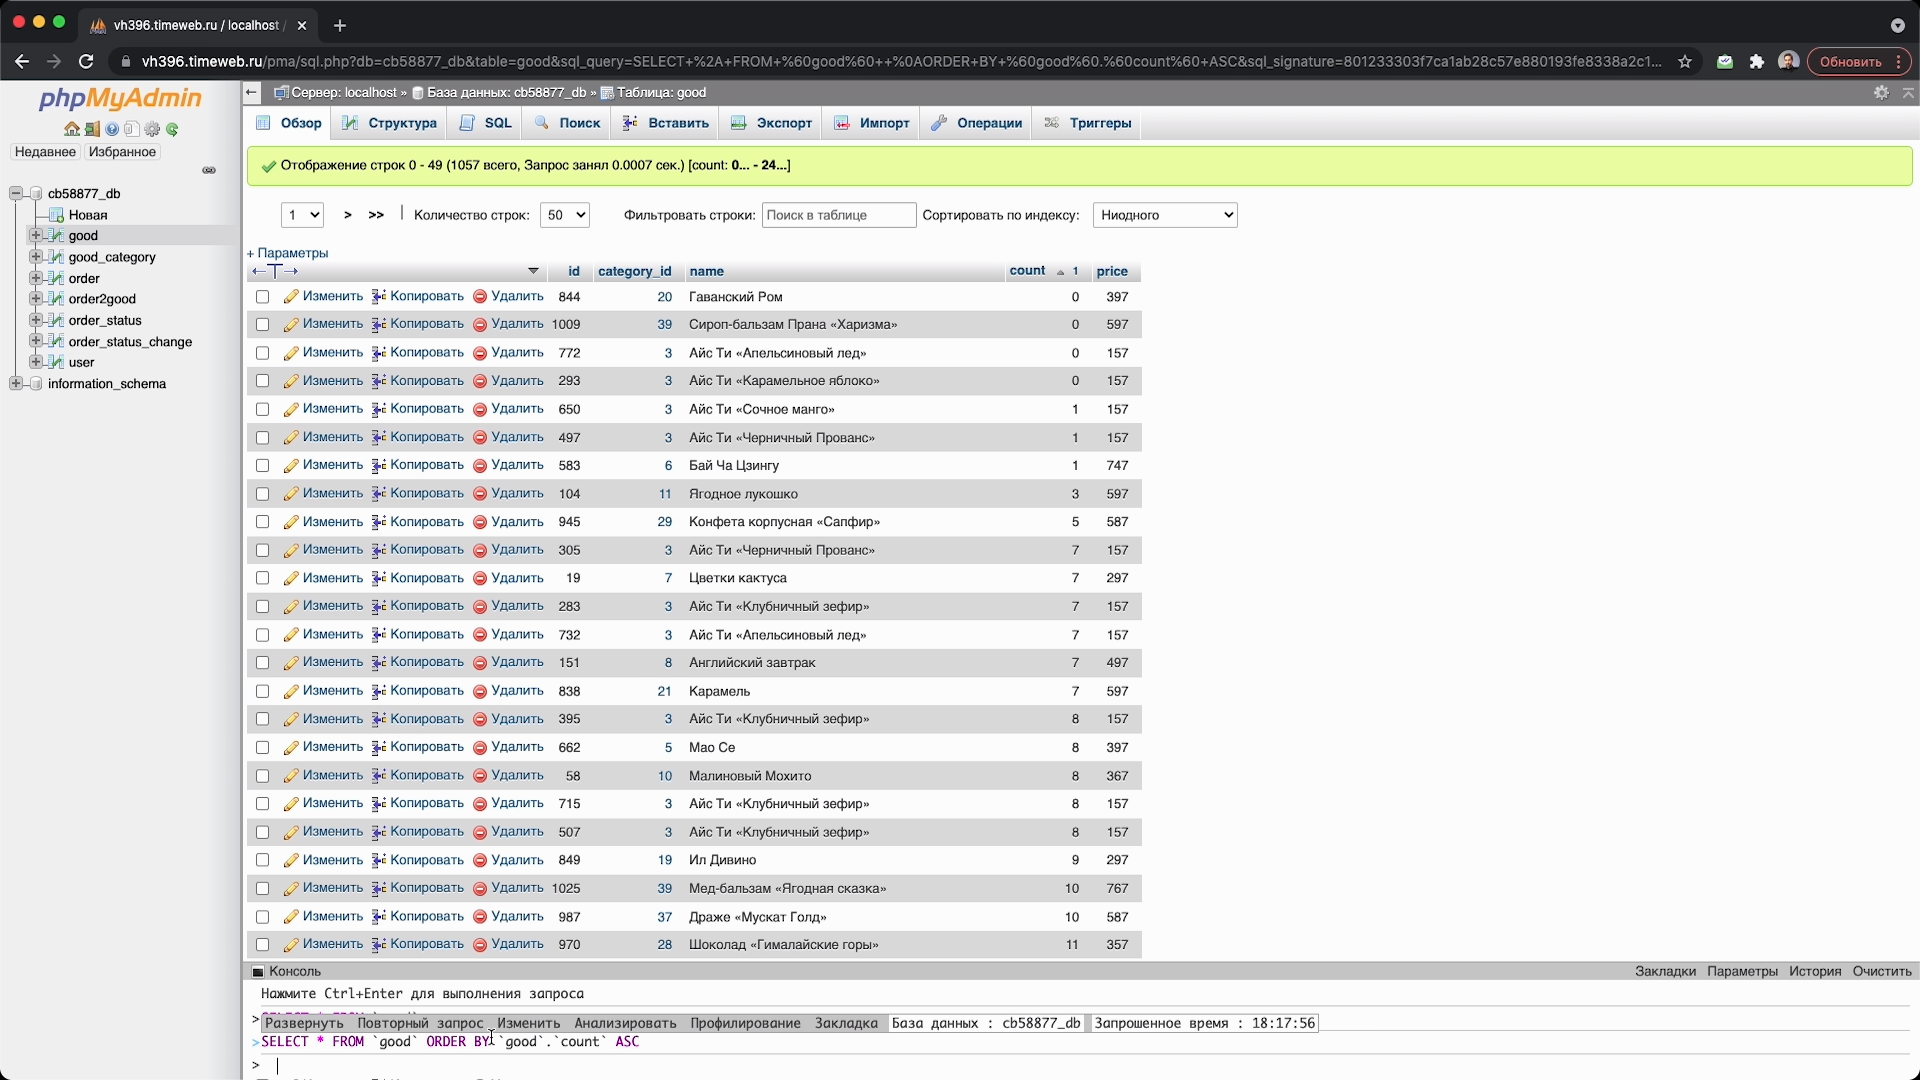 vh396.timeweb.ru / localhost /
vh396.timeweb.ru/pma/sql.php?db=cb58877_db&table=good&sql_query=SELECT+%2A+FROM+%60good%60++%0AORDER+BY+%60good%60.%60count%60+ASC&sql_signature=801233303f7ca1ab28c57e880193fe8338a2c1...
Обновить
phpMyAdmin
Недавнее Избранное
cb58877_db
Новая
good
good_category
order
order2good
order_status
order_status_change
user
information_schema
Сервер: localhost » База данных: cb58877_db » Таблица: good
Обзор Структура SQL Поиск Вставить Экспорт Импорт Операции Триггеры
Отображение строк 0 - 49 (1057 всего, Запрос занял 0.0007 сек.) [count: 0... - 24...]
1 > >> | Количество строк: 50 Фильтровать строки: Поиск в таблице Сортировать по индексу: Ниодного
+ Параметры
←T→ id category_id name count 1 price
Изменить Копировать Удалить 844 20 Гаванский Ром 0 397
Изменить Копировать Удалить 1009 39 Сироп-бальзам Прана «Харизма» 0 597
Изменить Копировать Удалить 772 3 Айс Ти «Апельсиновый лед» 0 157
Изменить Копировать Удалить 293 3 Айс Ти «Карамельное яблоко» 0 157
Изменить Копировать Удалить 650 3 Айс Ти «Сочное манго» 1 157
Изменить Копировать Удалить 497 3 Айс Ти «Черничный Прованс» 1 157
Изменить Копировать Удалить 583 6 Бай Ча Цзингу 1 747
Изменить Копировать Удалить 104 11 Ягодное лукошко 3 597
Изменить Копировать Удалить 945 29 Конфета корпусная «Сапфир» 5 587
Изменить Копировать Удалить 305 3 Айс Ти «Черничный Прованс» 7 157
Изменить Копировать Удалить 19 7 Цветки кактуса 7 297
Изменить Копировать Удалить 283 3 Айс Ти «Клубничный зефир» 7 157
Изменить Копировать Удалить 732 3 Айс Ти «Апельсиновый лед» 7 157
Изменить Копировать Удалить 151 8 Английский завтрак 7 497
Изменить Копировать Удалить 838 21 Карамель 7 597
Изменить Копировать Удалить 395 3 Айс Ти «Клубничный зефир» 8 157
Изменить Копировать Удалить 662 5 Мао Се 8 397
Изменить Копировать Удалить 58 10 Малиновый Мохито 8 367
Изменить Копировать Удалить 715 3 Айс Ти «Клубничный зефир» 8 157
Изменить Копировать Удалить 507 3 Айс Ти «Клубничный зефир» 8 157
Изменить Копировать Удалить 849 19 Ил Дивино 9 297
Изменить Копировать Удалить 1025 39 Мед-бальзам «Ягодная сказка» 10 767
Изменить Копировать Удалить 987 37 Драже «Мускат Голд» 10 587
Изменить Копировать Удалить 970 28 Шоколад «Гималайские горы» 11 357
Консоль Закладки Параметры История Очистить
Нажмите Ctrl+Enter для выполнения запроса
> Развернуть Повторный запрос Изменить Анализировать Профилирование Закладка База данных : cb58877_db Запрошенное время : 18:17:56
>SELECT * FROM `good` ORDER BY `good`.`count` ASC
>